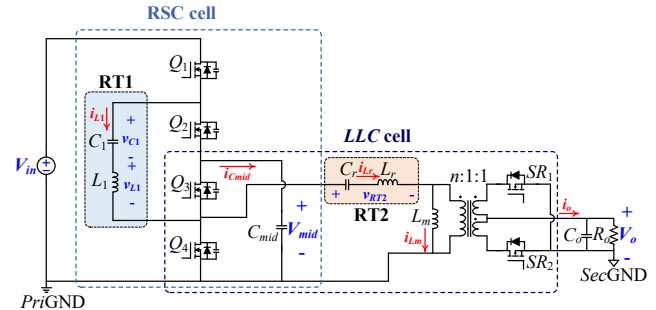 RSC cell
Q1
RT1
iL1
+
C1
vC1
-
Q2
LLC cell
Vin
+
L1
vL1
-
iCmid
Cr
iLr
Lr
n:1:1
SR1
Q3
+
vRT2
-
RT2
io
+
Lm
Cmid
Vmid
+
-
iLm
Co
Ro
Vo
-
Q4
SR2
PriGND
SecGND